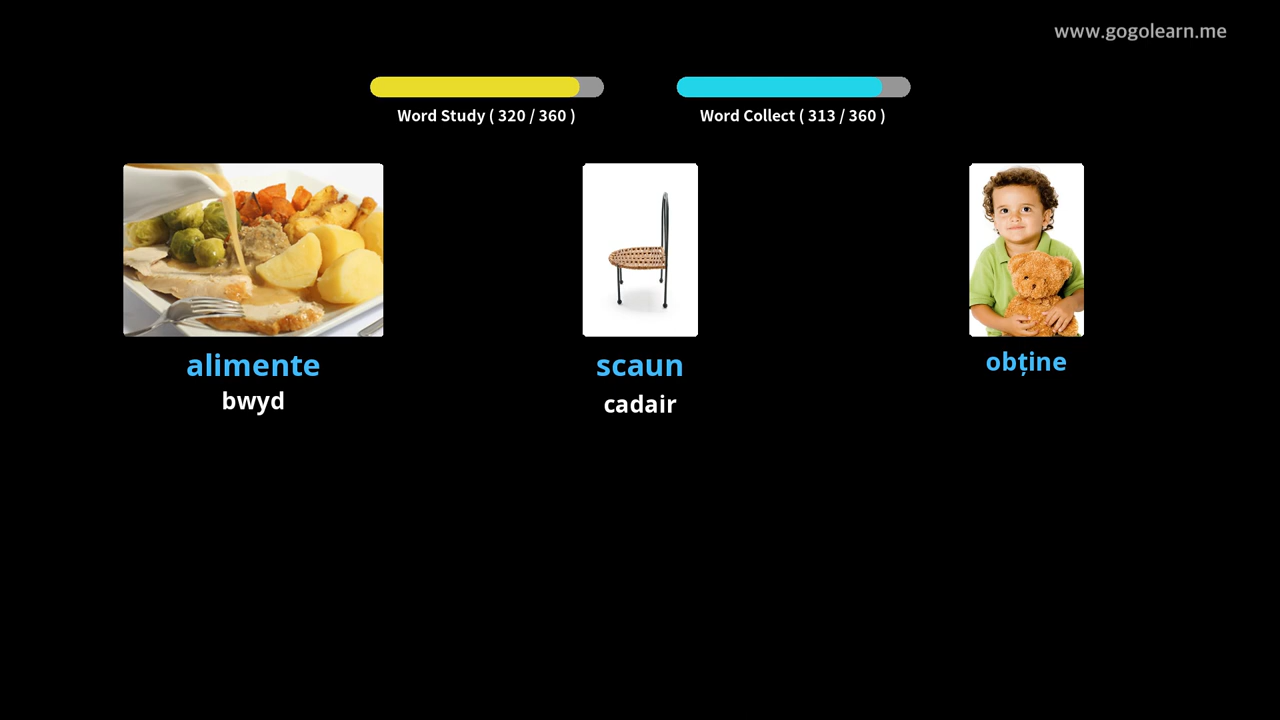 www.gogolearn.me
Word Study ( 320 / 360 )
Word Collect ( 313 / 360 )
alimente
bwyd
scaun
cadair
obține